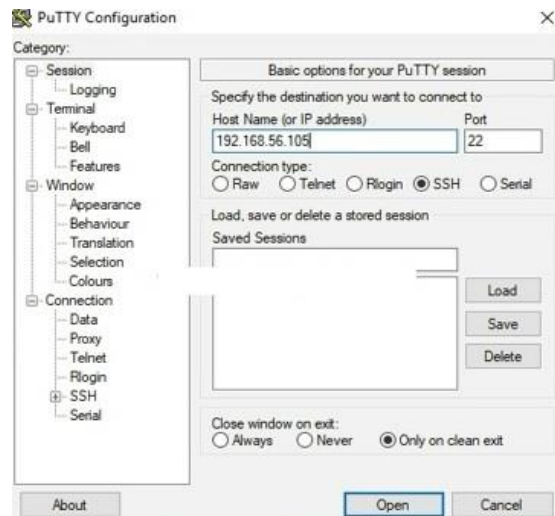 PuTTY Configuration
Category:
Session
Logging
Terminal
Keyboard
Bell
Features
Window
Appearance
Behaviour
Translation
Selection
Colours
Connection
Data
Proxy
Telnet
Rlogin
SSH
Serial
Basic options for your PuTTY session
Specify the destination you want to connect to
Host Name (or IP address) Port
192.168.56.105 22
Connection type:
Raw Telnet Rlogin SSH Serial
Load, save or delete a stored session
Saved Sessions
Load
Save
Delete
Close window on exit:
Always Never Only on clean exit
About Open Cancel